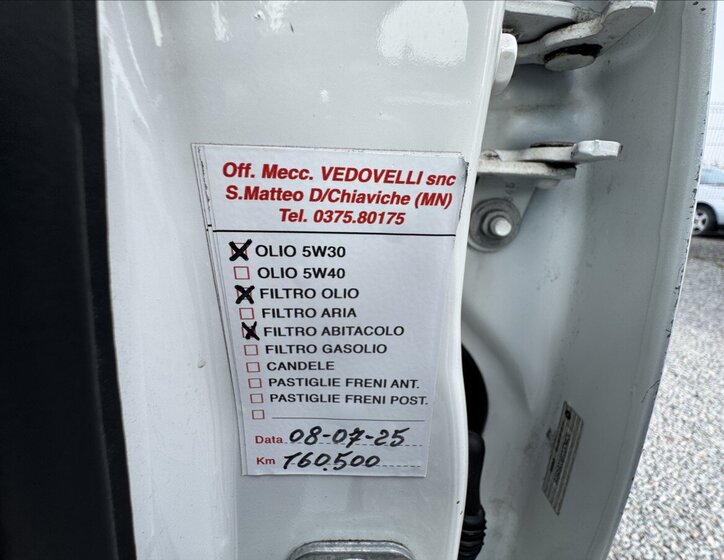 Off. Mecc. VEDOVELLI snc
S.Matteo D/Chiaviche (MN)
Tel. 0375.80175
OLIO 5W30
OLIO 5W40
FILTRO OLIO
FILTRO ARIA
FILTRO ABITACOLO
FILTRO GASOLIO
CANDELE
PASTIGLIE FRENI ANT.
PASTIGLIE FRENI POST.
Data 08-07-25
Km 160.500